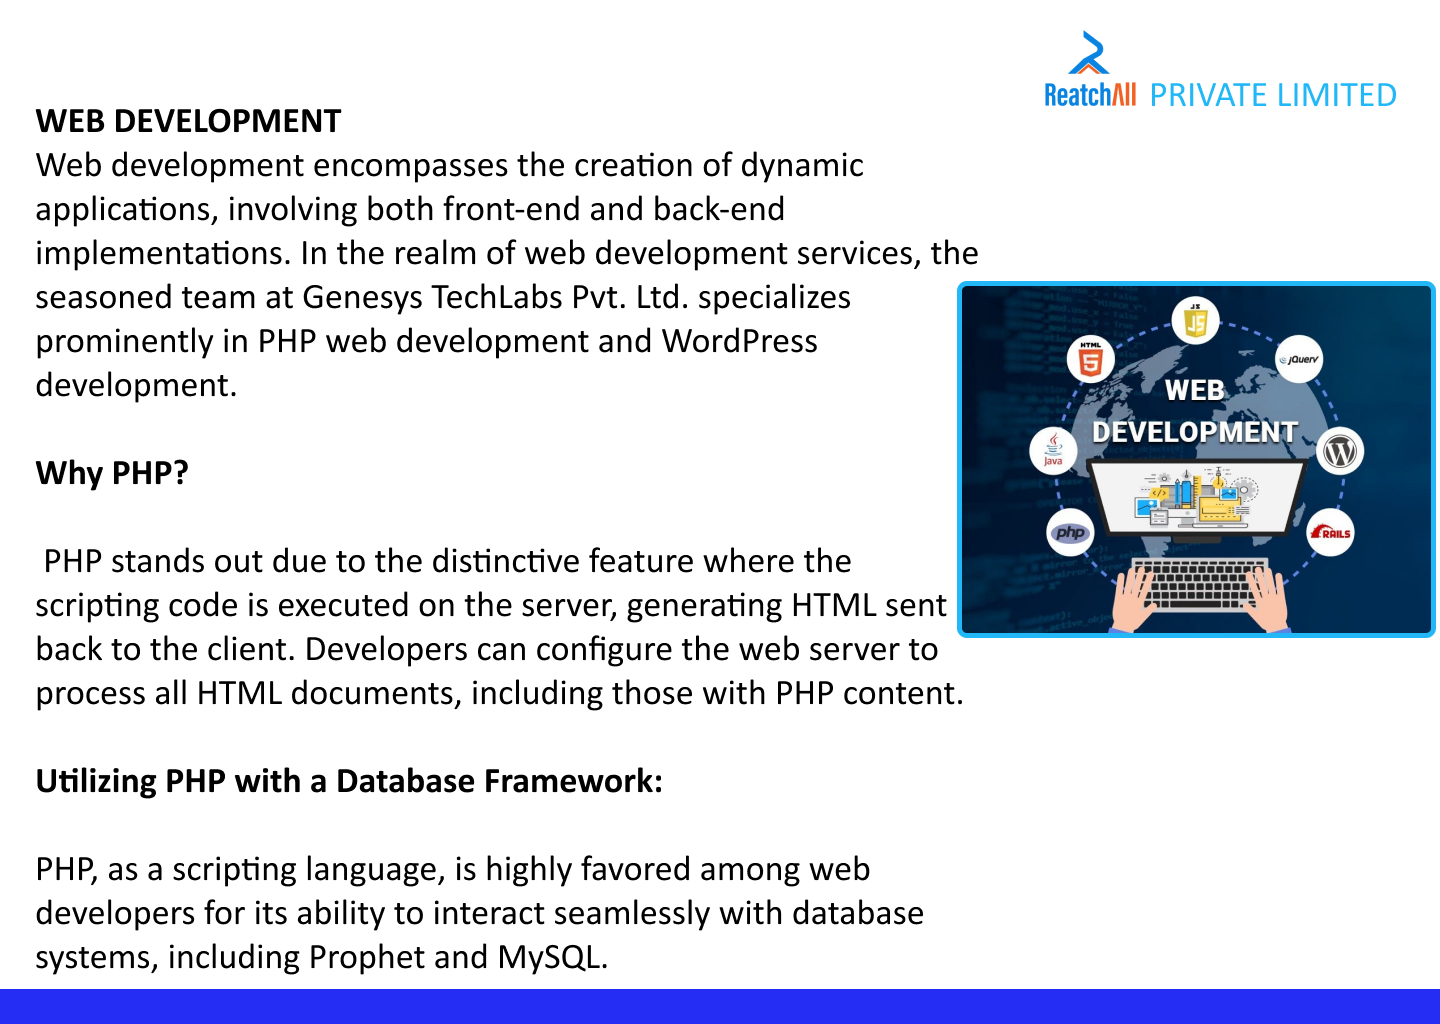 ReatchAll PRIVATE LIMITED
WEB DEVELOPMENT
Web development encompasses the creation of dynamic
applications, involving both front-end and back-end
implementations. In the realm of web development services, the
seasoned team at Genesys TechLabs Pvt. Ltd. specializes
prominently in PHP web development and WordPress
development.
Why PHP?
PHP stands out due to the distinctive feature where the
scripting code is executed on the server, generating HTML sent
back to the client. Developers can configure the web server to
process all HTML documents, including those with PHP content.
Utilizing PHP with a Database Framework:
PHP, as a scripting language, is highly favored among web
developers for its ability to interact seamlessly with database
systems, including Prophet and MySQL.
JS
JS
HTML
5
jQuery
WEB
DEVELOPMENT
Java
W
php
RAILS